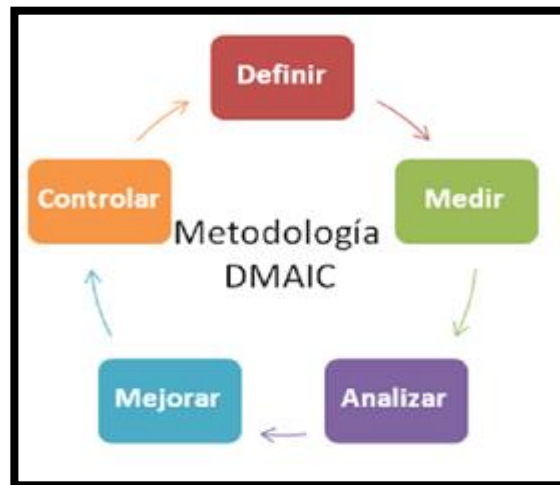 Definir
Controlar
Medir
Metodología
DMAIC
Mejorar
Analizar